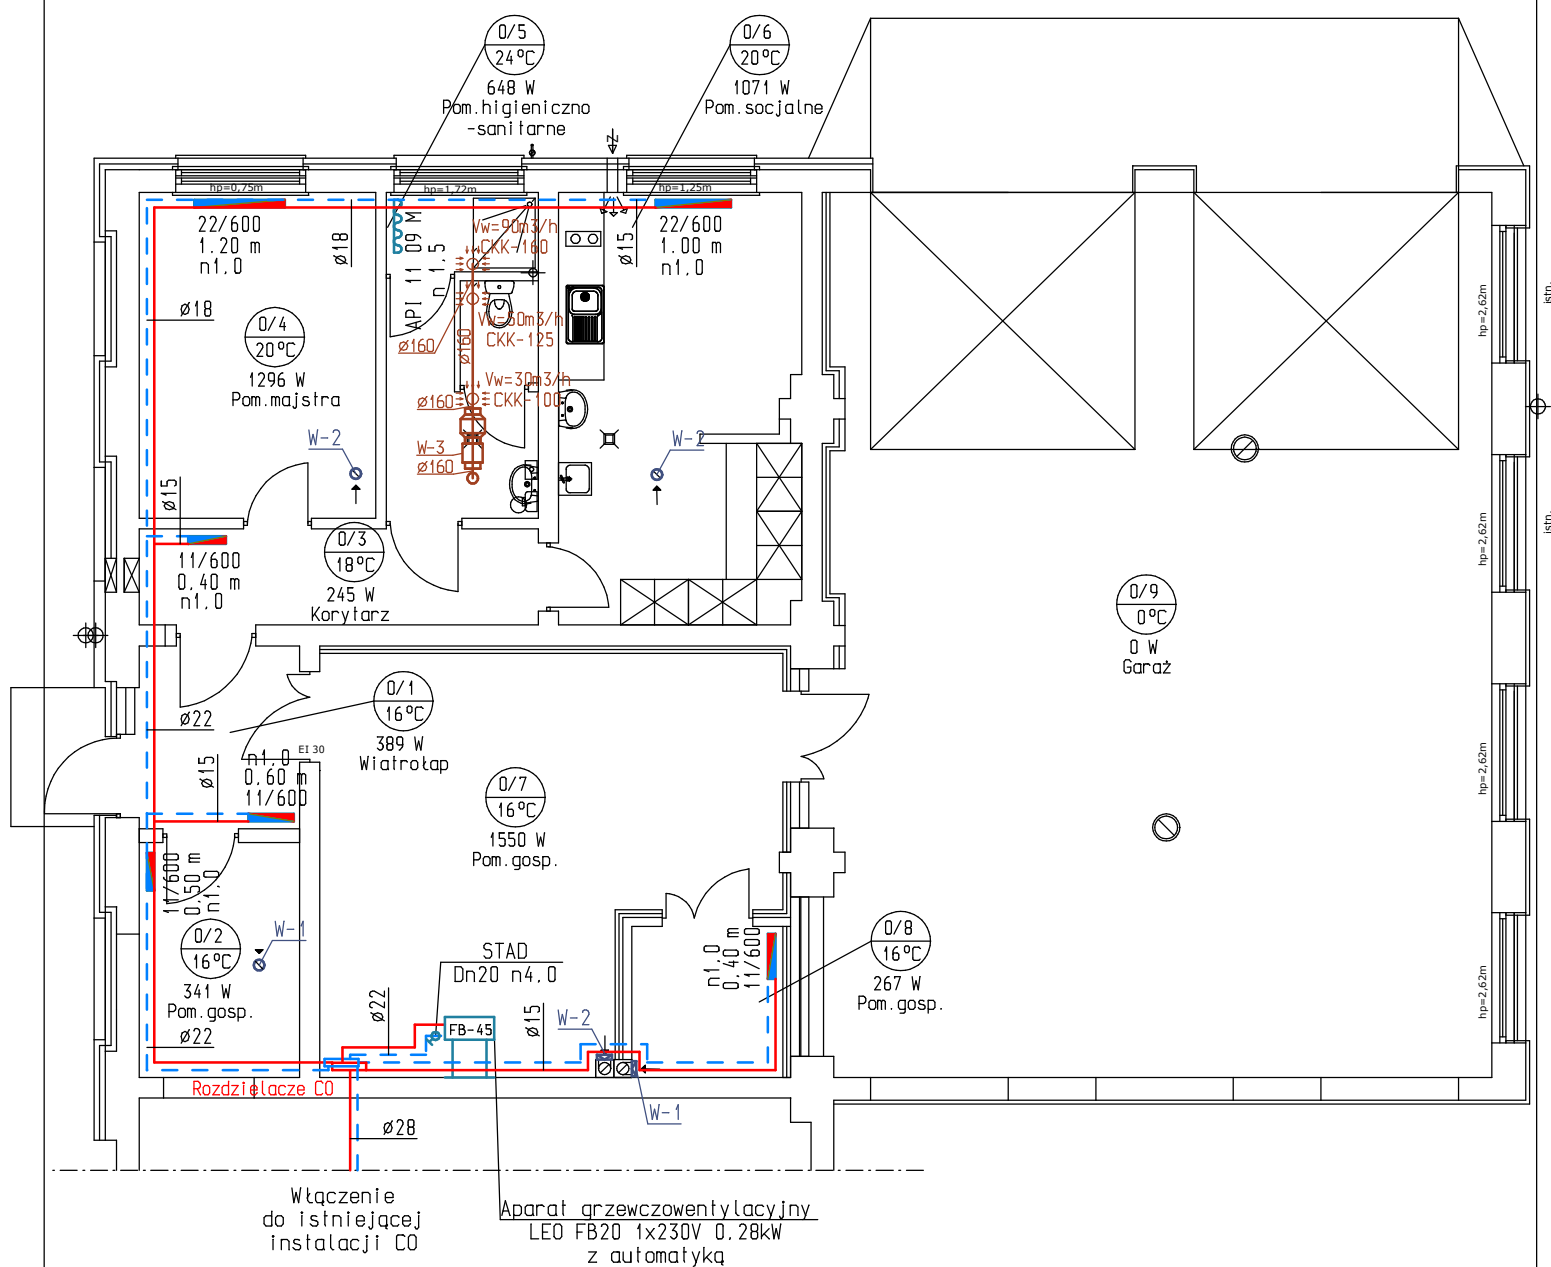 0/5
24°C
648 W
Pom.higieniczno
-sanitarne
0/6
20°C
1071 W
Pom.socjalne
N
hp=0,75m
hp=1,72m
hp=1,25m
22/600
1.20 m
n1,0
ø18
API 11 09 M
n 1,5
Vw=90m3/h
CKK-160
ø15
22/600
1.00 m
n1,0
ø18
0/4
20°C
1296 W
Pom.majstra
ø160
ø160
Vw=50m3/h
CKK-125
Vw=30m3/h
CKK-100
ø160
W-2
W-3
ø160
W-2
hp=2,62m
istn.
ø15
11/600
0,40 m
n1,0
0/3
18°C
245 W
Korytarz
hp=2,62m
istn.
0/9
0°C
0 W
Garaż
ø22
0/1
16°C
389 W
Wiatrołap
EI 30
ø15
n1,0
0,60 m
11/600
0/7
16°C
1550 W
Pom.gosp.
hp=2,62m
11/600
0,50 m
n1,0
0/2
16°C
341 W
Pom.gosp.
W-1
ø22
STAD
Dn20 n4,0
ø22
FB-45
ø15
W-2
n1,0
0,40 m
11/600
0/8
16°C
267 W
Pom.gosp.
hp=2,62m
Rozdzielacze CO
W-1
ø28
Włączenie
do istniejącej
instalacji CO
Aparat grzewczowentylacyjny
LEO FB20 1x230V 0,28kW
z automatyką